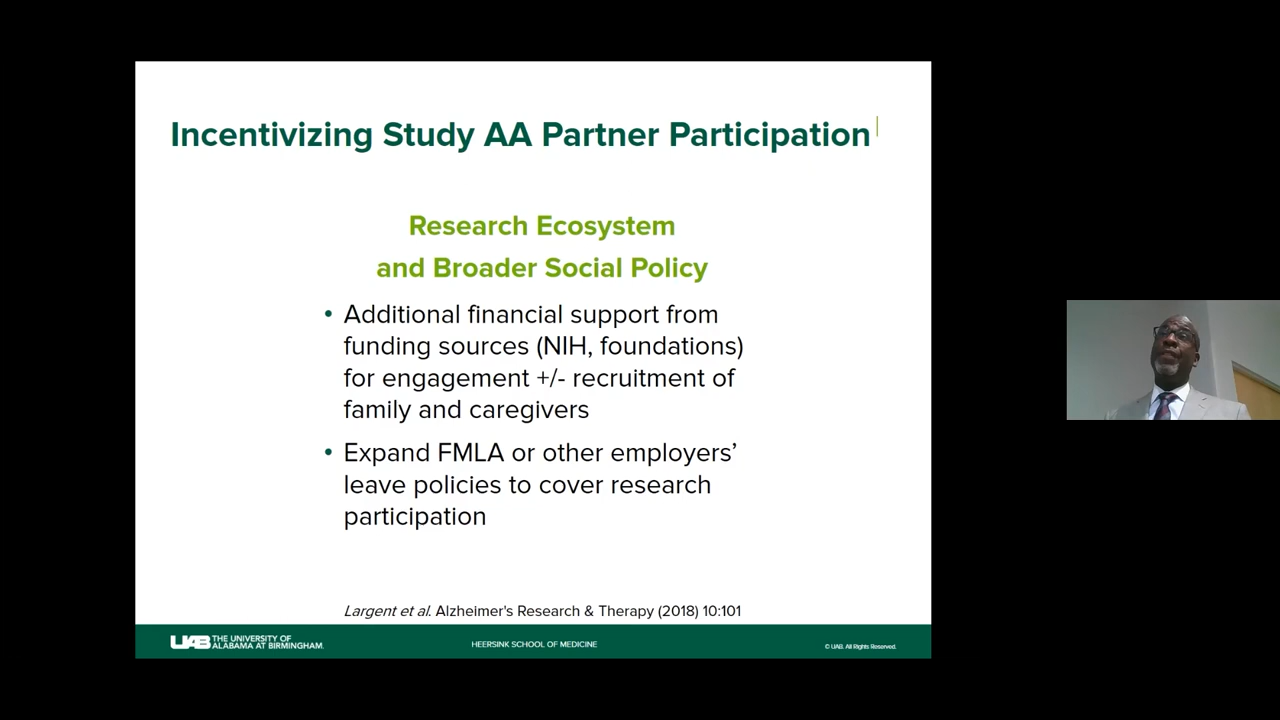 Incentivizing Study AA Partner Participation
Research Ecosystem
and Broader Social Policy
• Additional financial support from
funding sources (NIH, foundations)
for engagement +/- recruitment of
family and caregivers
• Expand FMLA or other employers’
leave policies to cover research
participation
Largent et al. Alzheimer's Research & Therapy (2018) 10:101
UAB THE UNIVERSITY OF
ALABAMA AT BIRMINGHAM.
HEERSINK SCHOOL OF MEDICINE
© UAB. All Rights Reserved.